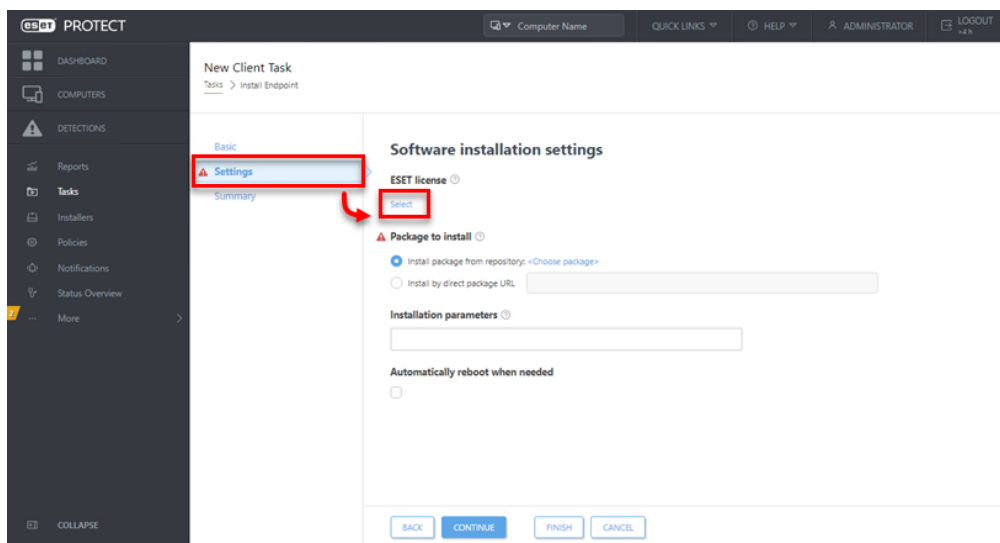 eset PROTECT
Computer Name
QUICK LINKS
HELP
ADMINISTRATOR
LOGOUT
>4 h
DASHBOARD
COMPUTERS
DETECTIONS
Reports
Tasks
Installers
Policies
Notifications
Status Overview
More
COLLAPSE
New Client Task
Tasks > Install Endpoint
Basic
Settings
Summary
Software installation settings
ESET license
Select
Package to install
Install package from repository: <Choose package>
Install by direct package URL
Installation parameters
Automatically reboot when needed
BACK CONTINUE FINISH CANCEL